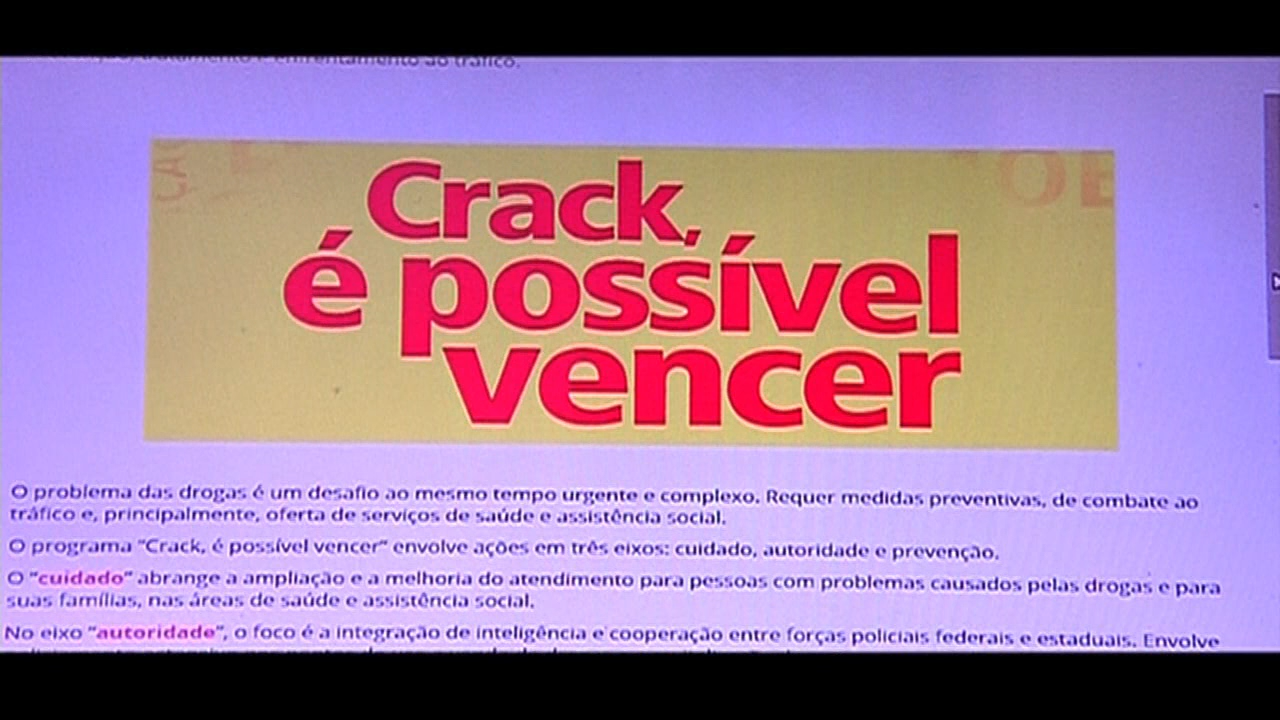 enfrentamento ao tráfico.
Crack,
é possível
vencer
O problema das drogas é um desafio ao mesmo tempo urgente e complexo. Requer medidas preventivas, de combate ao
tráfico e, principalmente, oferta de serviços de saúde e assistência social.
O programa "Crack, é possível vencer" envolve ações em três eixos: cuidado, autoridade e prevenção.
O "cuidado" abrange a ampliação e a melhoria do atendimento para pessoas com problemas causados pelas drogas e para
suas famílias, nas áreas de saúde e assistência social.
No eixo "autoridade", o foco é a integração de inteligência e cooperação entre forças policiais federais e estaduais. Envolve